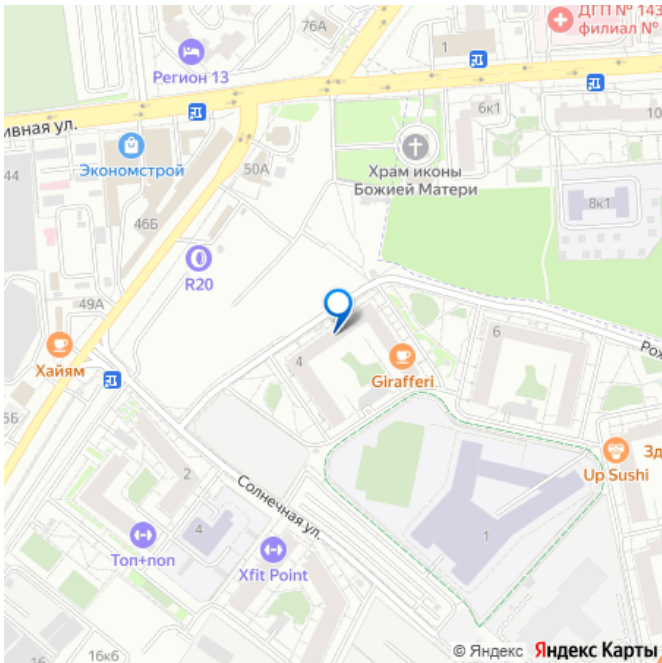 76А
1
ДГП № 143
филиал №
Регион 13
ивная ул.
6к1
10
Экономстрой
50А
Храм иконы
Божией Матери
44
8к1
46Б
R20
49А
4
6
Хайям
Girafferi
Рож
5Б
2
Зд
Up Sushi
Солнечная ул.
4
1
Топ+поп
Xfit Point
16к6
© Яндекс Яндекс Карты